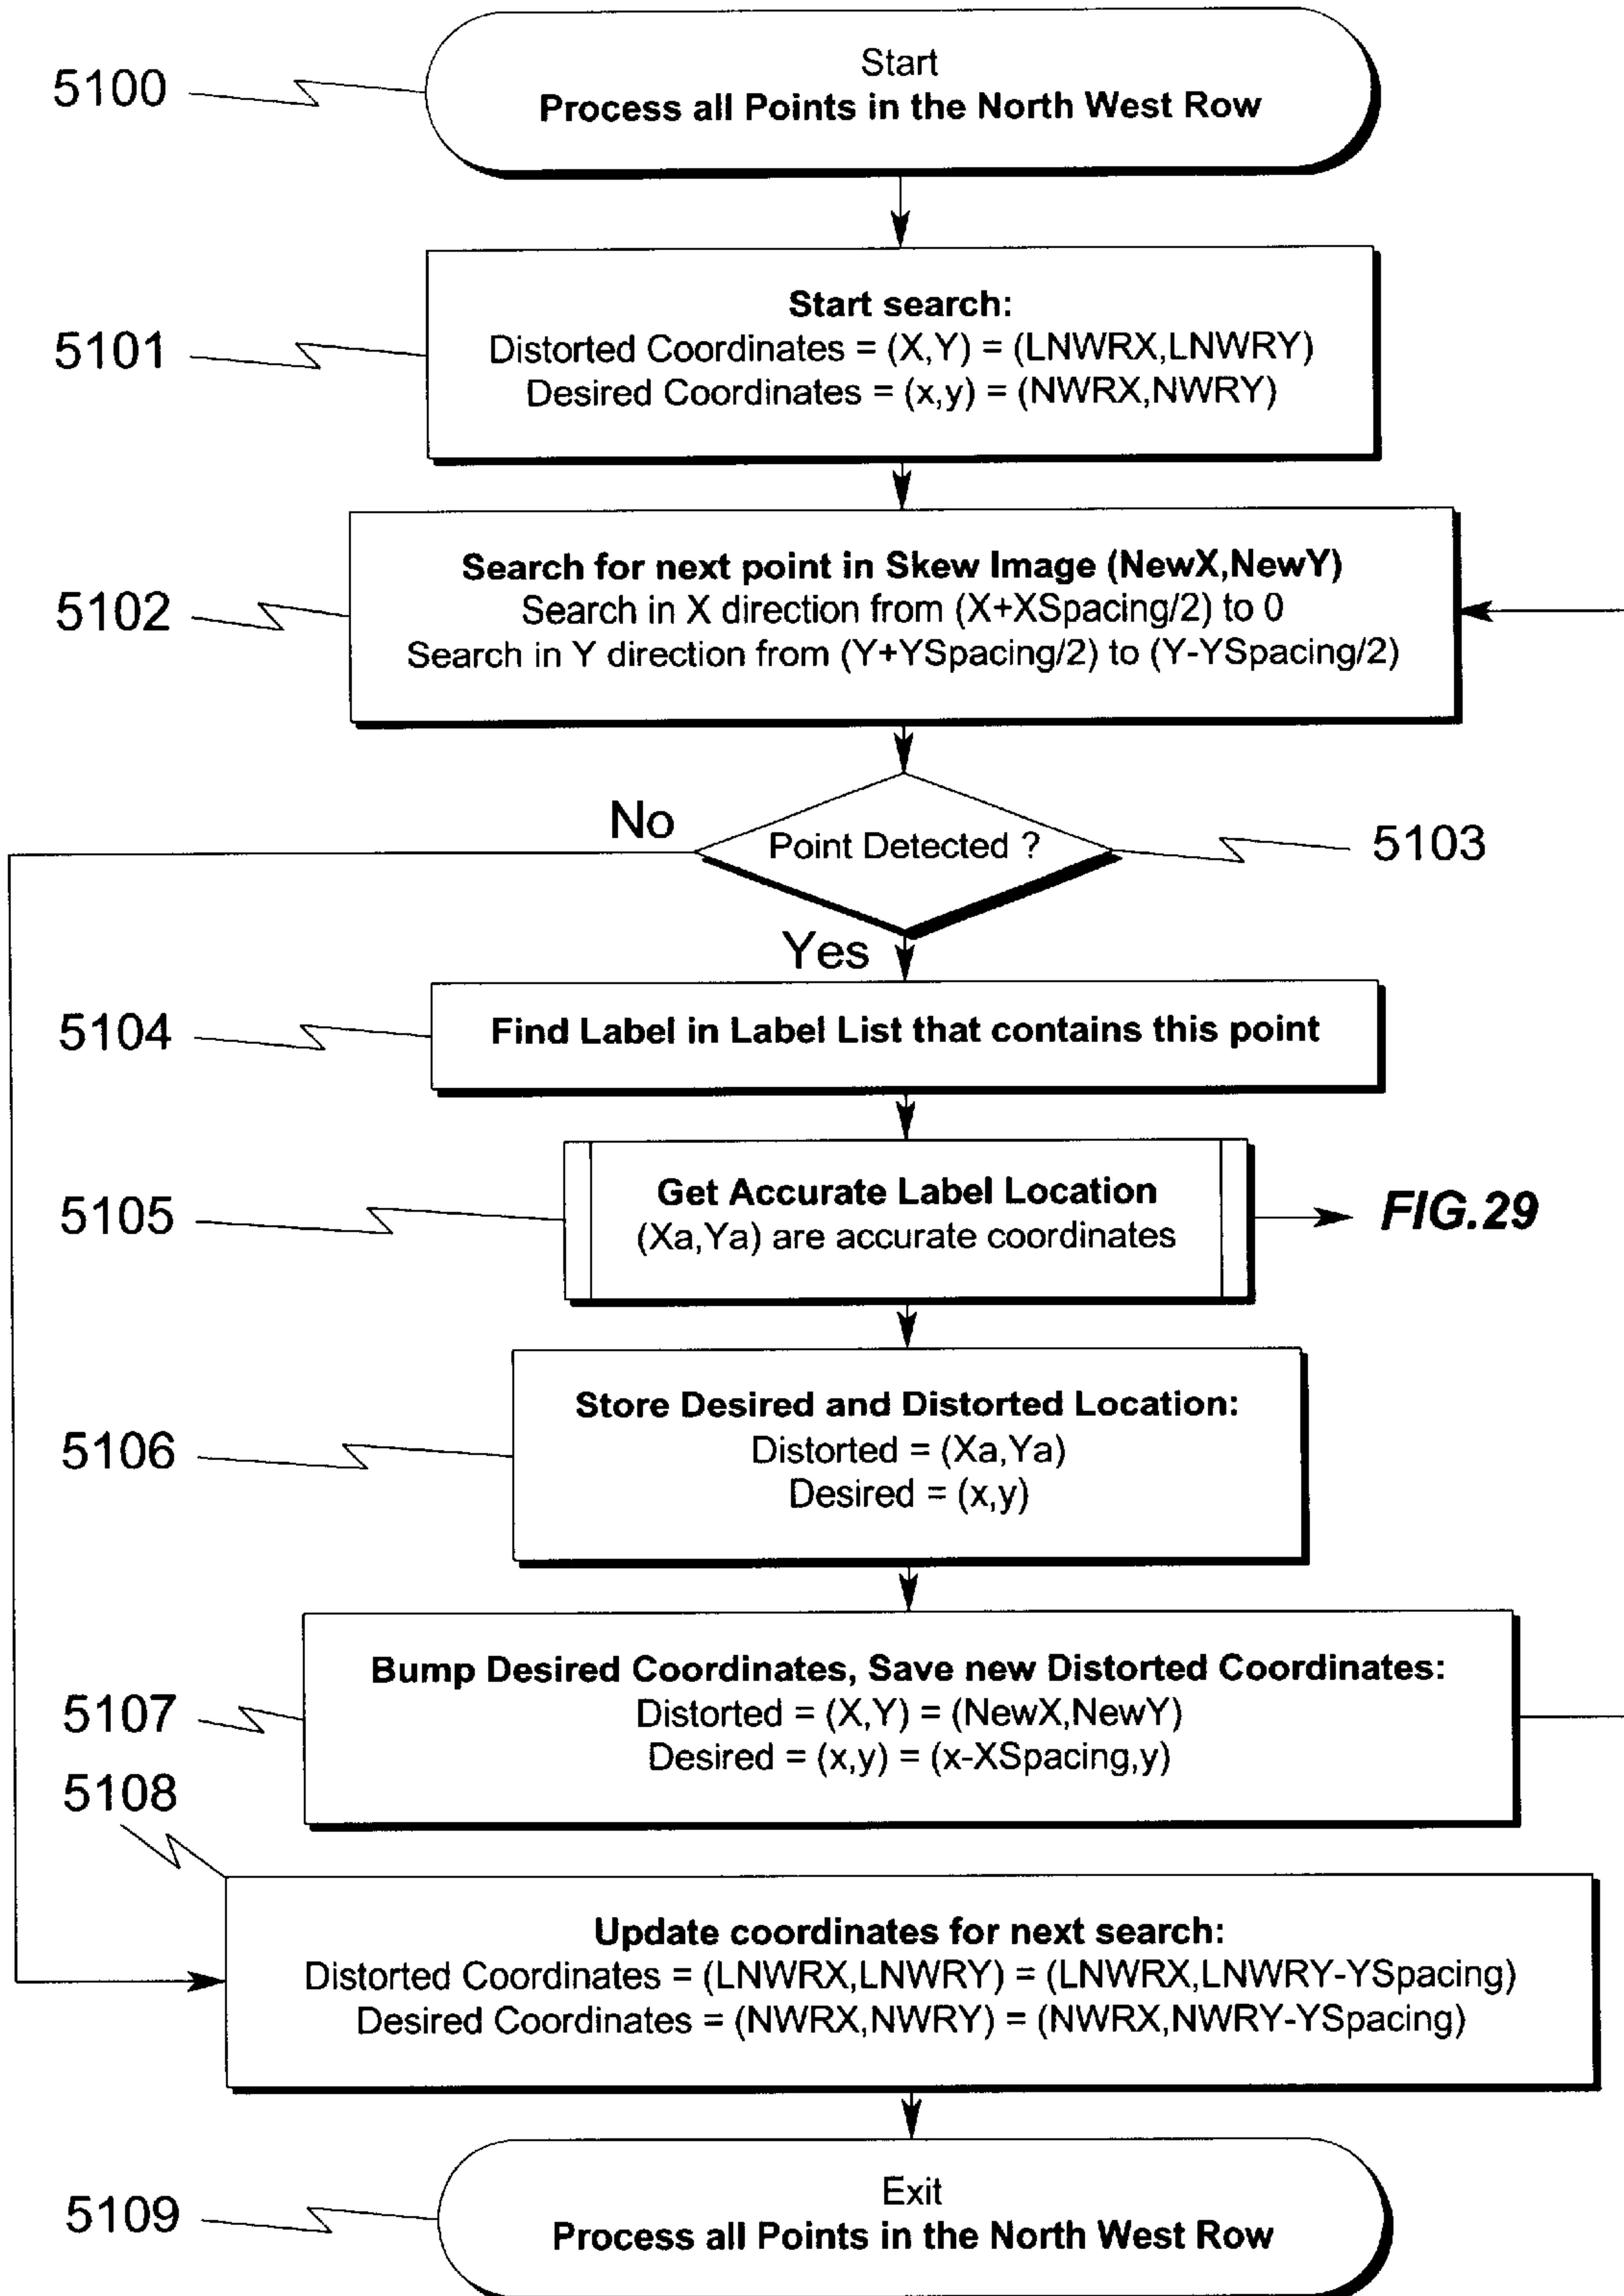 5100
Start
Process all Points in the North West Row
5101
Start search:
Distorted Coordinates = (X,Y) = (LNWRX,LNWRY)
Desired Coordinates = (x,y) = (NWRX,NWRY)
5102
Search for next point in Skew Image (NewX,NewY)
Search in X direction from (X+XSpacing/2) to 0
Search in Y direction from (Y+YSpacing/2) to (Y-YSpacing/2)
No
Point Detected ?
5103
Yes
5104
Find Label in Label List that contains this point
5105
Get Accurate Label Location
(Xa,Ya) are accurate coordinates
FIG.29
5106
Store Desired and Distorted Location:
Distorted = (Xa,Ya)
Desired = (x,y)
5107
Bump Desired Coordinates, Save new Distorted Coordinates:
Distorted = (X,Y) = (NewX,NewY)
Desired = (x,y) = (x-XSpacing,y)
5108
Update coordinates for next search:
Distorted Coordinates = (LNWRX,LNWRY) = (LNWRX,LNWRY-YSpacing)
Desired Coordinates = (NWRX,NWRY) = (NWRX,NWRY-YSpacing)
5109
Exit
Process all Points in the North West Row